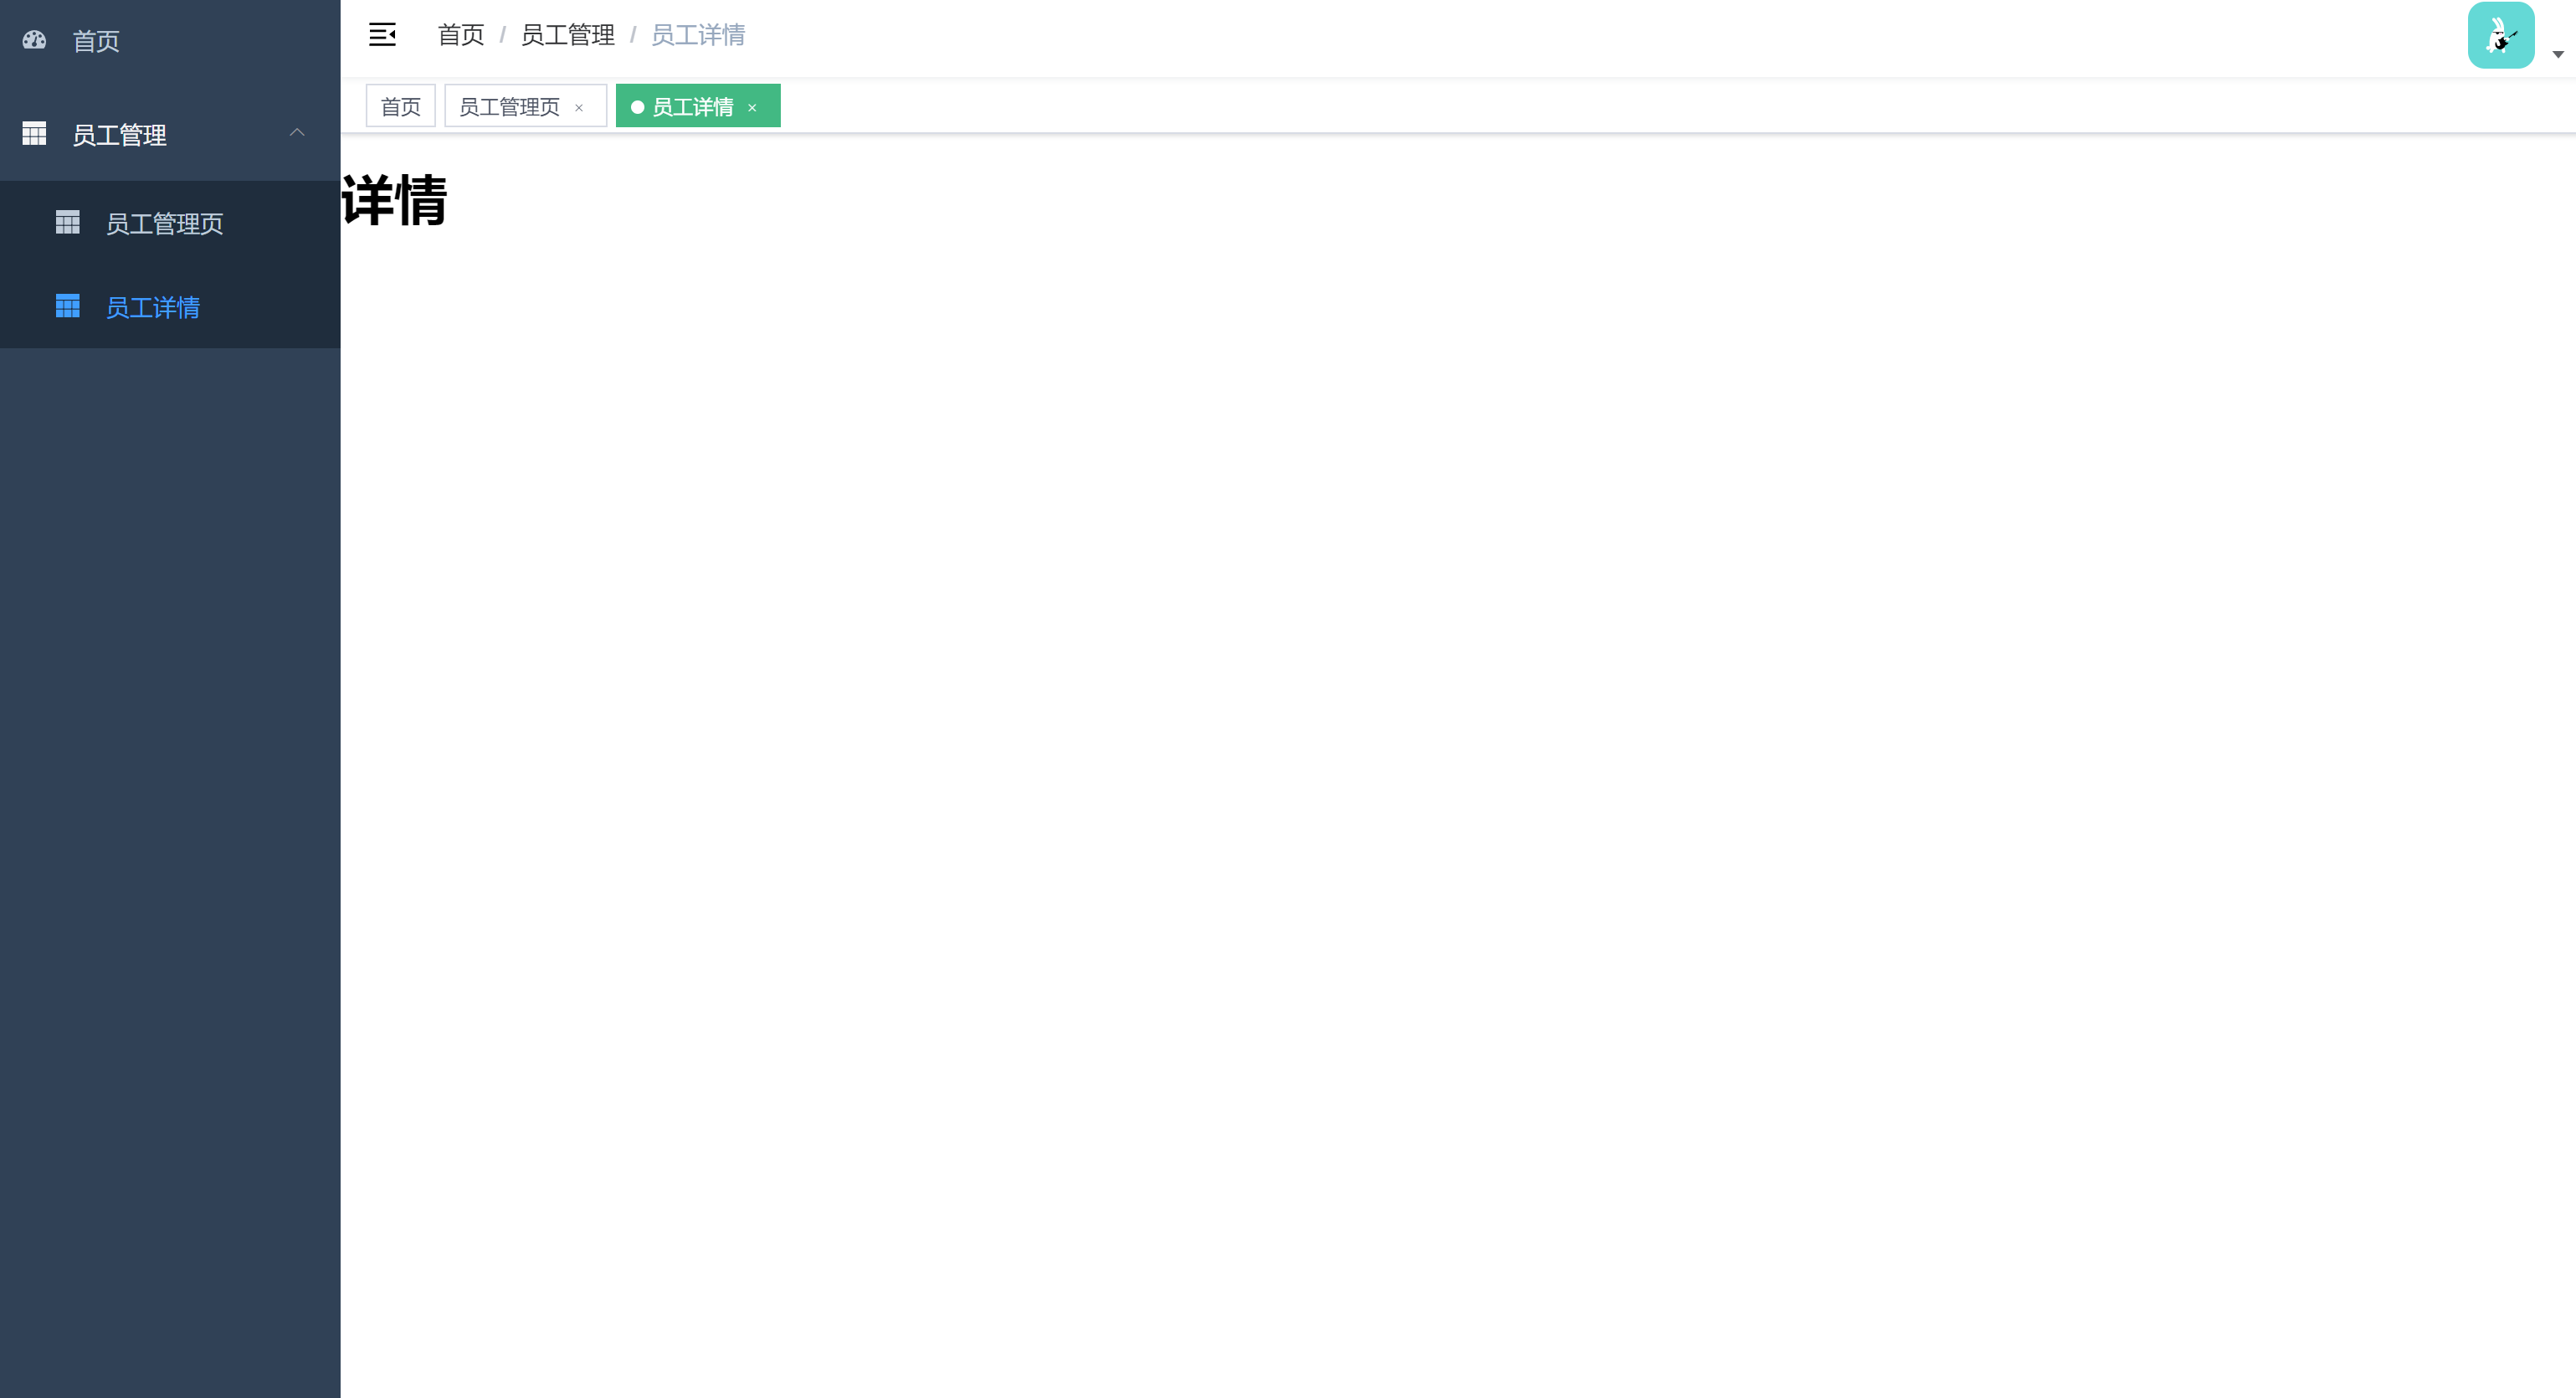 首页
员工管理
员工管理页
员工详情
首页 / 员工管理 / 员工详情
首页 员工管理页 × 员工详情 ×
详情